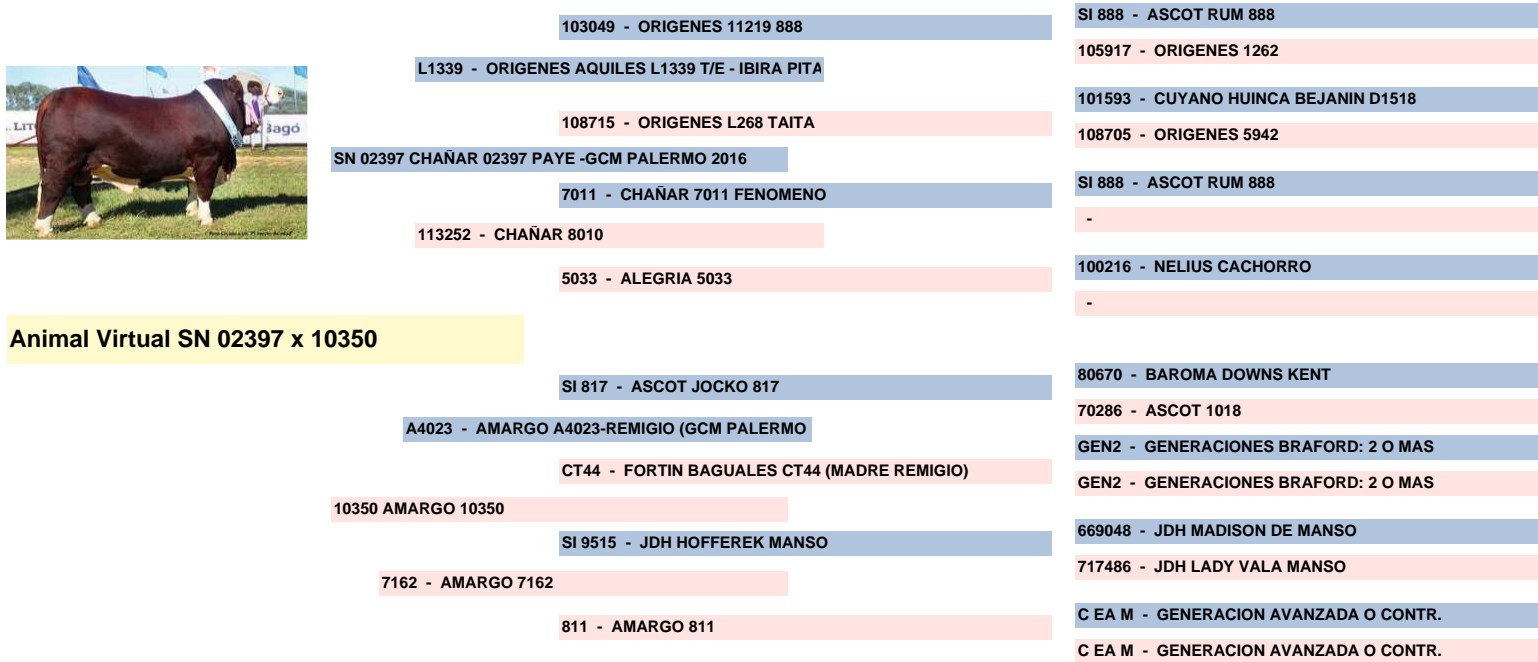 103049 - ORIGENES 11219 888
SI 888 - ASCOT RUM 888
105917 - ORIGENES 1262
L1339 - ORIGENES AQUILES L1339 T/E - IBIRA PITA
101593 - CUYANO HUINCA BEJANIN D1518
108715 - ORIGENES L268 TAITA
108705 - ORIGENES 5942
SN 02397 CHAÑAR 02397 PAYE -GCM PALERMO 2016
7011 - CHAÑAR 7011 FENOMENO
SI 888 - ASCOT RUM 888
-
113252 - CHAÑAR 8010
5033 - ALEGRIA 5033
100216 - NELIUS CACHORRO
-
Bagó
Animal Virtual SN 02397 x 10350
SI 817 - ASCOT JOCKO 817
80670 - BAROMA DOWNS KENT
70286 - ASCOT 1018
A4023 - AMARGO A4023-REMIGIO (GCM PALERMO
GEN2 - GENERACIONES BRAFORD: 2 O MAS
CT44 - FORTIN BAGUALES CT44 (MADRE REMIGIO)
GEN2 - GENERACIONES BRAFORD: 2 O MAS
10350 AMARGO 10350
SI 9515 - JDH HOFFEREK MANSO
669048 - JDH MADISON DE MANSO
717486 - JDH LADY VALA MANSO
7162 - AMARGO 7162
811 - AMARGO 811
C EA M - GENERACION AVANZADA O CONTR.
C EA M - GENERACION AVANZADA O CONTR.